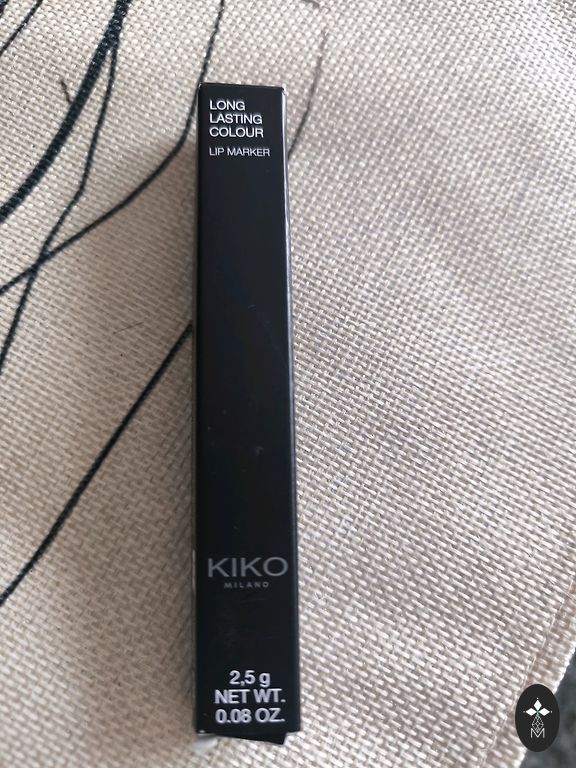 LONG
LASTING
COLOUR
LIP MARKER
KIKO
MILANO
2,5 g
NET WT.
0.08 OZ.